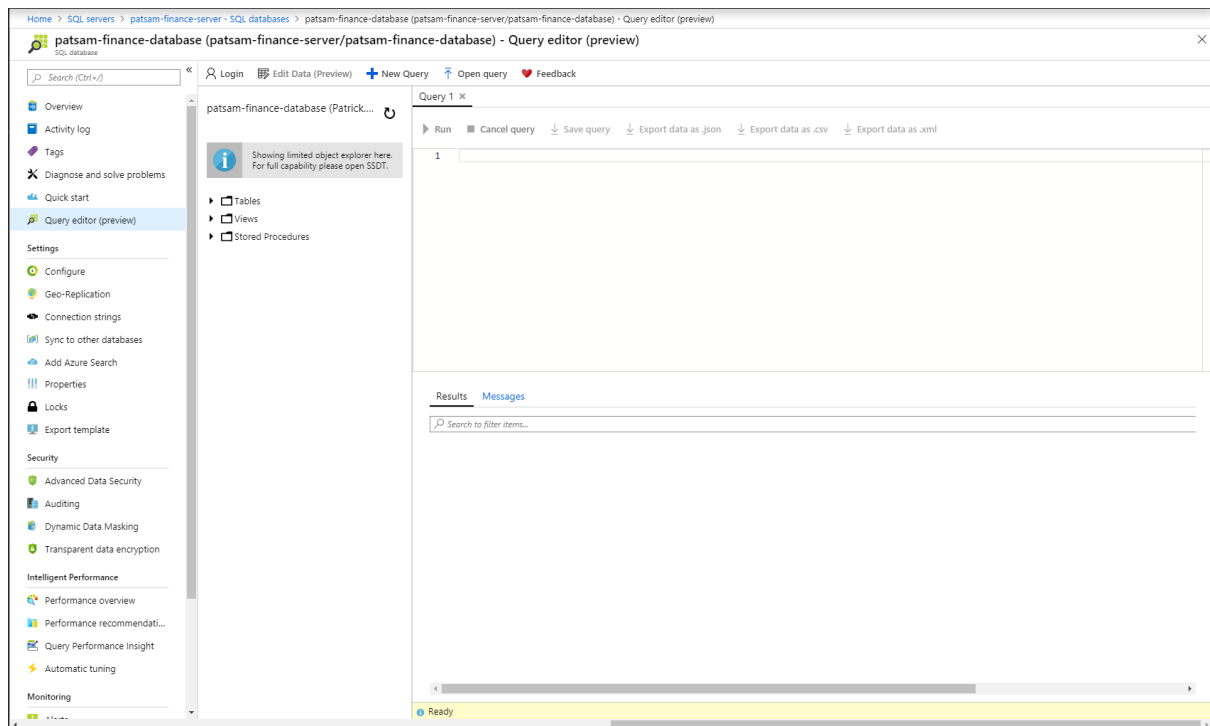 Home > SQL servers > patsam-finance-server - SQL databases > patsam-finance-database (patsam-finance-server/patsam-finance-database) - Query editor (preview)
patsam-finance-database (patsam-finance-server/patsam-finance-database) - Query editor (preview)
SQL database
Search (Ctrl+/)
Overview
Activity log
Tags
Diagnose and solve problems
Quick start
Query editor (preview)
Settings
Configure
Geo-Replication
Connection strings
Sync to other databases
Add Azure Search
Properties
Locks
Export template
Security
Advanced Data Security
Auditing
Dynamic Data Masking
Transparent data encryption
Intelligent Performance
Performance overview
Performance recommendati...
Query Performance Insight
Automatic tuning
Monitoring
Login Edit Data (Preview) New Query Open query Feedback
patsam-finance-database (Patrick....
Showing limited object explorer here.
For full capability please open SSDT.
Tables
Views
Stored Procedures
Query 1
Run Cancel query Save query Export data as .json Export data as .csv Export data as .xml
1
Results Messages
Search to filter items...
Ready